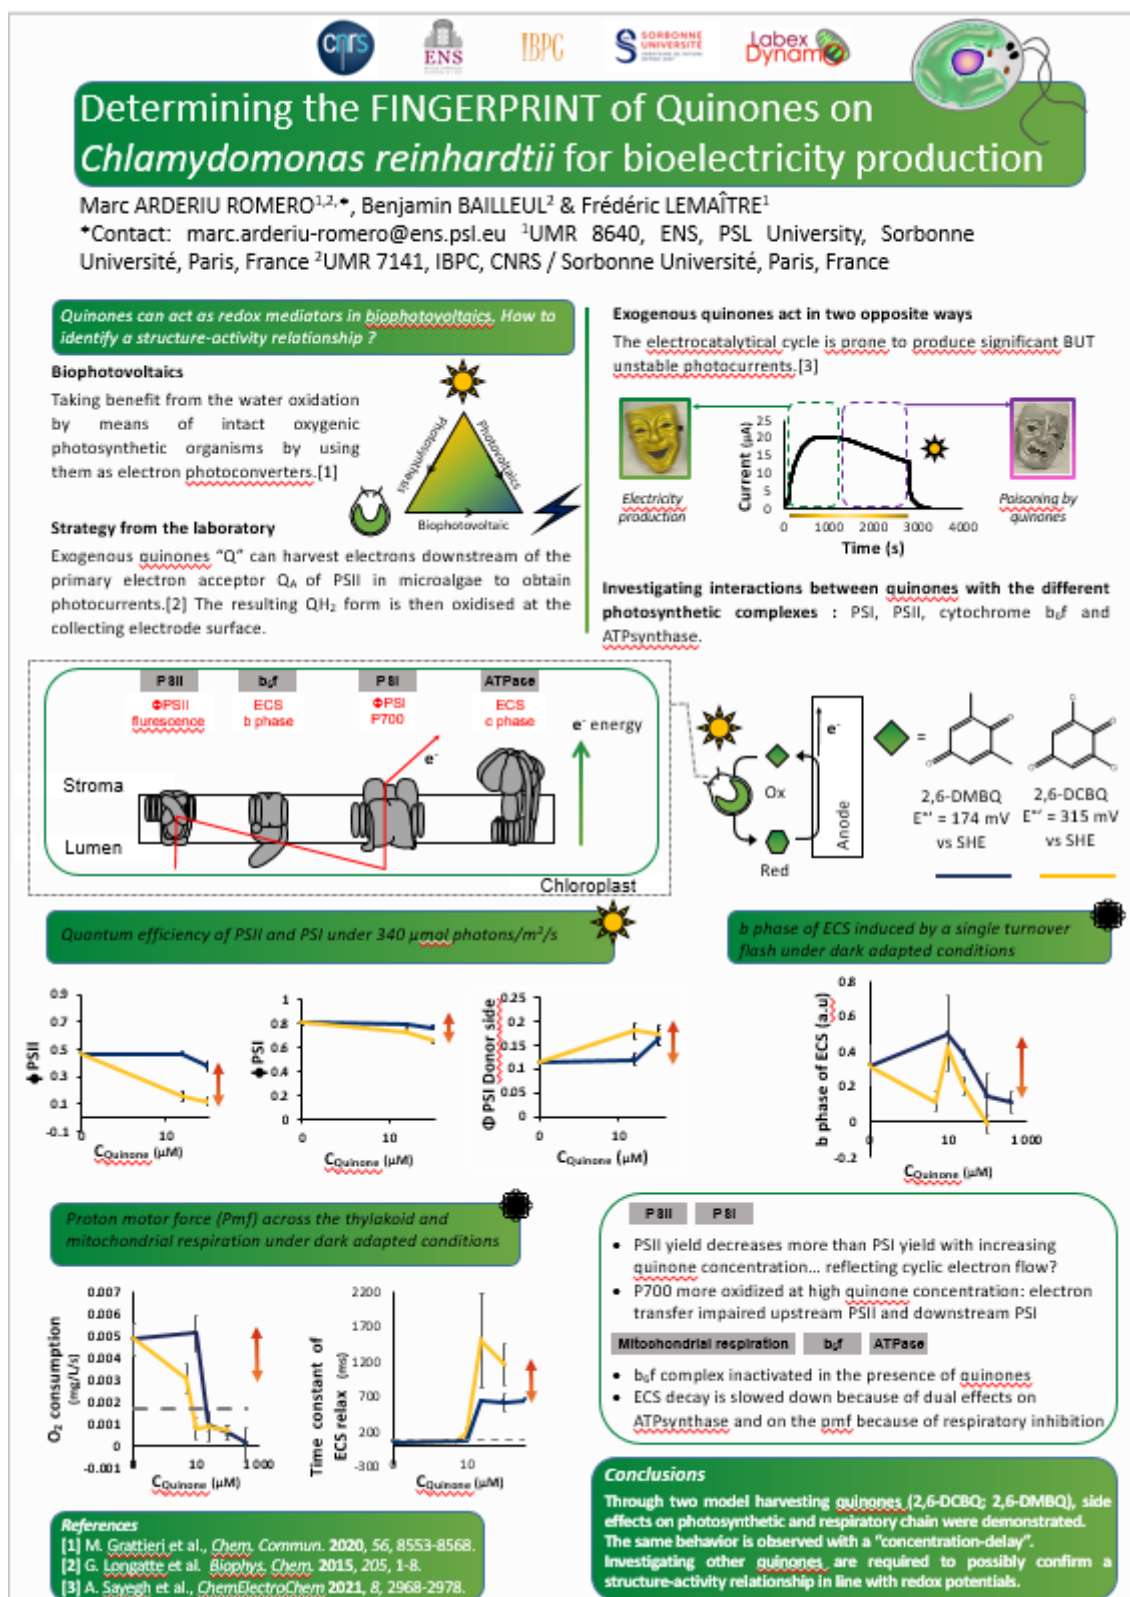 cnrs
ENS
IBPC
SORBONNE
UNIVERSITÉ
Labex
Dynamo
Determining the FINGERPRINT of Quinones on
Chlamydomonas reinhardtii for bioelectricity production
Marc ARDERIU ROMERO1,2,*, Benjamin BAILLEUL2 & Frédéric LEMAÎTRE1
*Contact: marc.arderiu-romero@ens.psl.eu 1UMR 8640, ENS, PSL University, Sorbonne
Université, Paris, France 2UMR 7141, IBPC, CNRS / Sorbonne Université, Paris, France
Quinones can act as redox mediators in biophotovoltaics. How to
identify a structure-activity relationship ?
Biophotovoltaics
Taking benefit from the water oxidation
by means of intact oxygenic
photosynthetic organisms by using
them as electron photoconverters.[1]
Photosynthesis
Photovoltaics
Biophotovoltaic
Strategy from the laboratory
Exogenous quinones “Q” can harvest electrons downstream of the
primary electron acceptor QA of PSII in microalgae to obtain
photocurrents.[2] The resulting QH2 form is then oxidised at the
collecting electrode surface.
Exogenous quinones act in two opposite ways
The electrocatalytical cycle is prone to produce significant BUT
unstable photocurrents.[3]
Electricity
production
Current (µA)
25
20
15
10
5
0
0 1000 2000 3000 4000
Time (s)
Poisoning by
quinones
Investigating interactions between quinones with the different
photosynthetic complexes : PSI, PSII, cytochrome b6f and
ATPsynthase.
PSII b6f PSI ATPase
ΦPSII
flurescence
ECS
b phase
ΦPSI
P700
ECS
c phase
e- energy
e-
Stroma
Lumen
Chloroplast
Ox
Red
e-
Anode
=
2,6-DMBQ
E°' = 174 mV
vs SHE
2,6-DCBQ
E°' = 315 mV
vs SHE
Quantum efficiency of PSII and PSI under 340 µmol photons/m2/s
b phase of ECS induced by a single turnover
flash under dark adapted conditions
ϕPSII
0.9
0.7
0.5
0.3
0.1
-0.1
0 10
CQuinone (µM)
ϕPSI
1
0.8
0.6
0.4
0.2
0
0 10
CQuinone (µM)
Φ PSI Donor side
0.25
0.2
0.15
0.1
0.05
0
0 10
CQuinone (µM)
b phase of ECS (a.u)
0.8
0.6
0.4
0.2
0
-0.2
10 1 000
CQuinone (µM)
Proton motor force (Pmf) across the thylakoid and
mitochondrial respiration under dark adapted conditions
O2 consumption
(mg/L/s)
0.007
0.006
0.005
0.004
0.003
0.002
0.001
0
-0.001
10 1 000
CQuinone (µM)
Time constant of
ECS relax (ms)
2200
1700
1200
700
200
-300
10
CQuinone (µM)
PSII PSI
• PSII yield decreases more than PSI yield with increasing
quinone concentration... reflecting cyclic electron flow?
• P700 more oxidized at high quinone concentration: electron
transfer impaired upstream PSII and downstream PSI
Mitochondrial respiration b6f ATPase
• b6f complex inactivated in the presence of quinones
• ECS decay is slowed down because of dual effects on
ATPsynthase and on the pmf because of respiratory inhibition
References
[1] M. Grattieri et al., Chem. Commun. 2020, 56, 8553-8568.
[2] G. Longatte et al. Biophys. Chem. 2015, 205, 1-8.
[3] A. Sayegh et al., ChemElectroChem 2021, 8, 2968-2978.
Conclusions
Through two model harvesting quinones (2,6-DCBQ; 2,6-DMBQ), side
effects on photosynthetic and respiratory chain were demonstrated.
The same behavior is observed with a “concentration-delay”.
Investigating other quinones are required to possibly confirm a
structure-activity relationship in line with redox potentials.